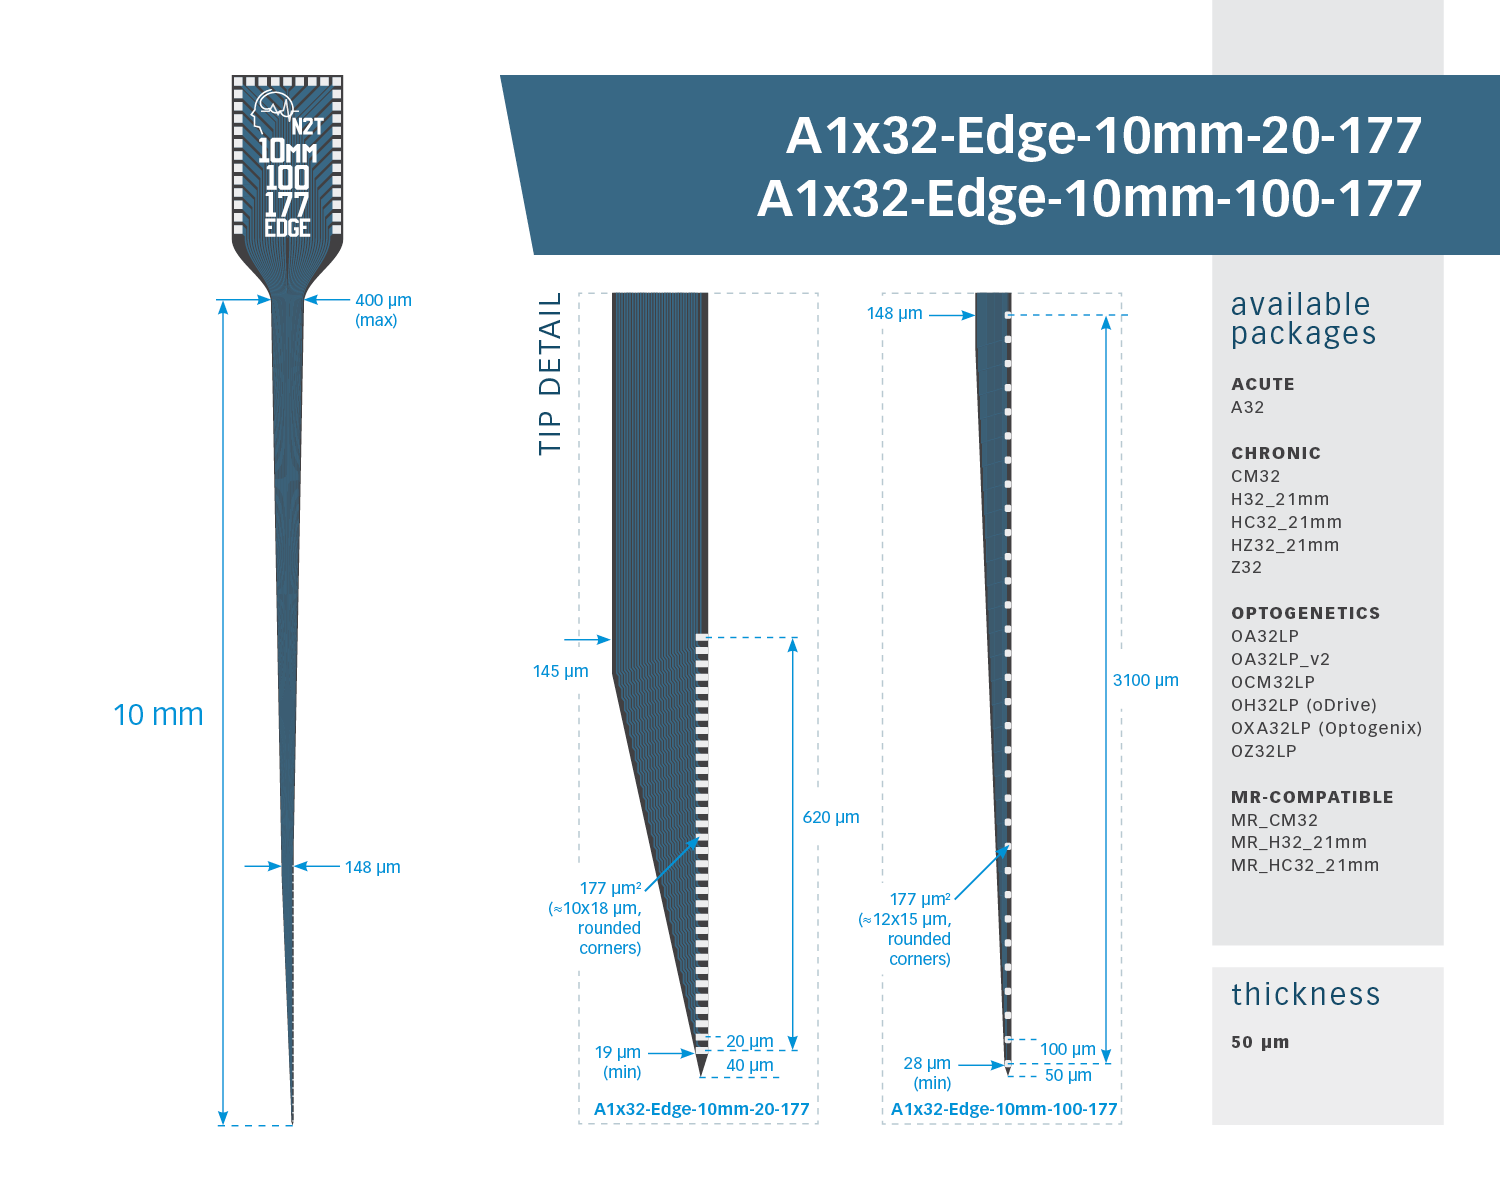 N2T
10MM
100
177
EDGE
A1x32-Edge-10mm-20-177
A1x32-Edge-10mm-100-177
400 µm
(max)
10 mm
148 µm
TIP DETAIL
145 µm
620 µm
177 µm²
(≈10x18 µm,
rounded
corners)
19 µm
(min)
20 µm
40 µm
A1x32-Edge-10mm-20-177
148 µm
3100 µm
177 µm²
(≈12x15 µm,
rounded
corners)
28 µm
(min)
100 µm
50 µm
A1x32-Edge-10mm-100-177
available
packages
ACUTE
A32
CHRONIC
CM32
H32_21mm
HC32_21mm
HZ32_21mm
Z32
OPTOGENETICS
OA32LP
OA32LP_v2
OCM32LP
OH32LP (oDrive)
OXA32LP (Optogenix)
OZ32LP
MR-COMPATIBLE
MR_CM32
MR_H32_21mm
MR_HC32_21mm
thickness
50 µm